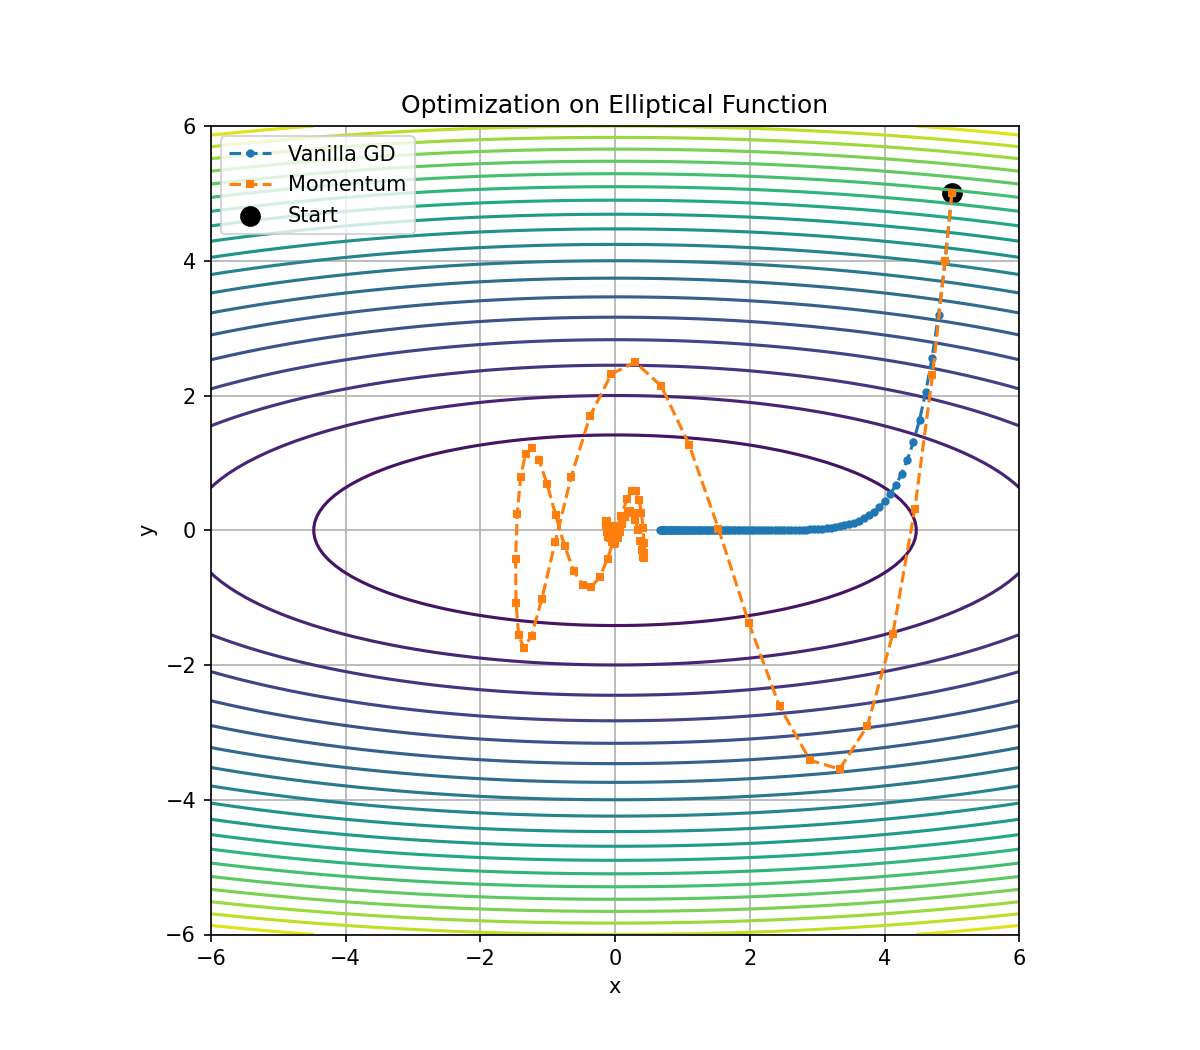 Optimization on Elliptical Function
Vanilla GD
Momentum
Start
6
4
2
0
−2
−4
−6
y
−6 −4 −2 0 2 4 6
x